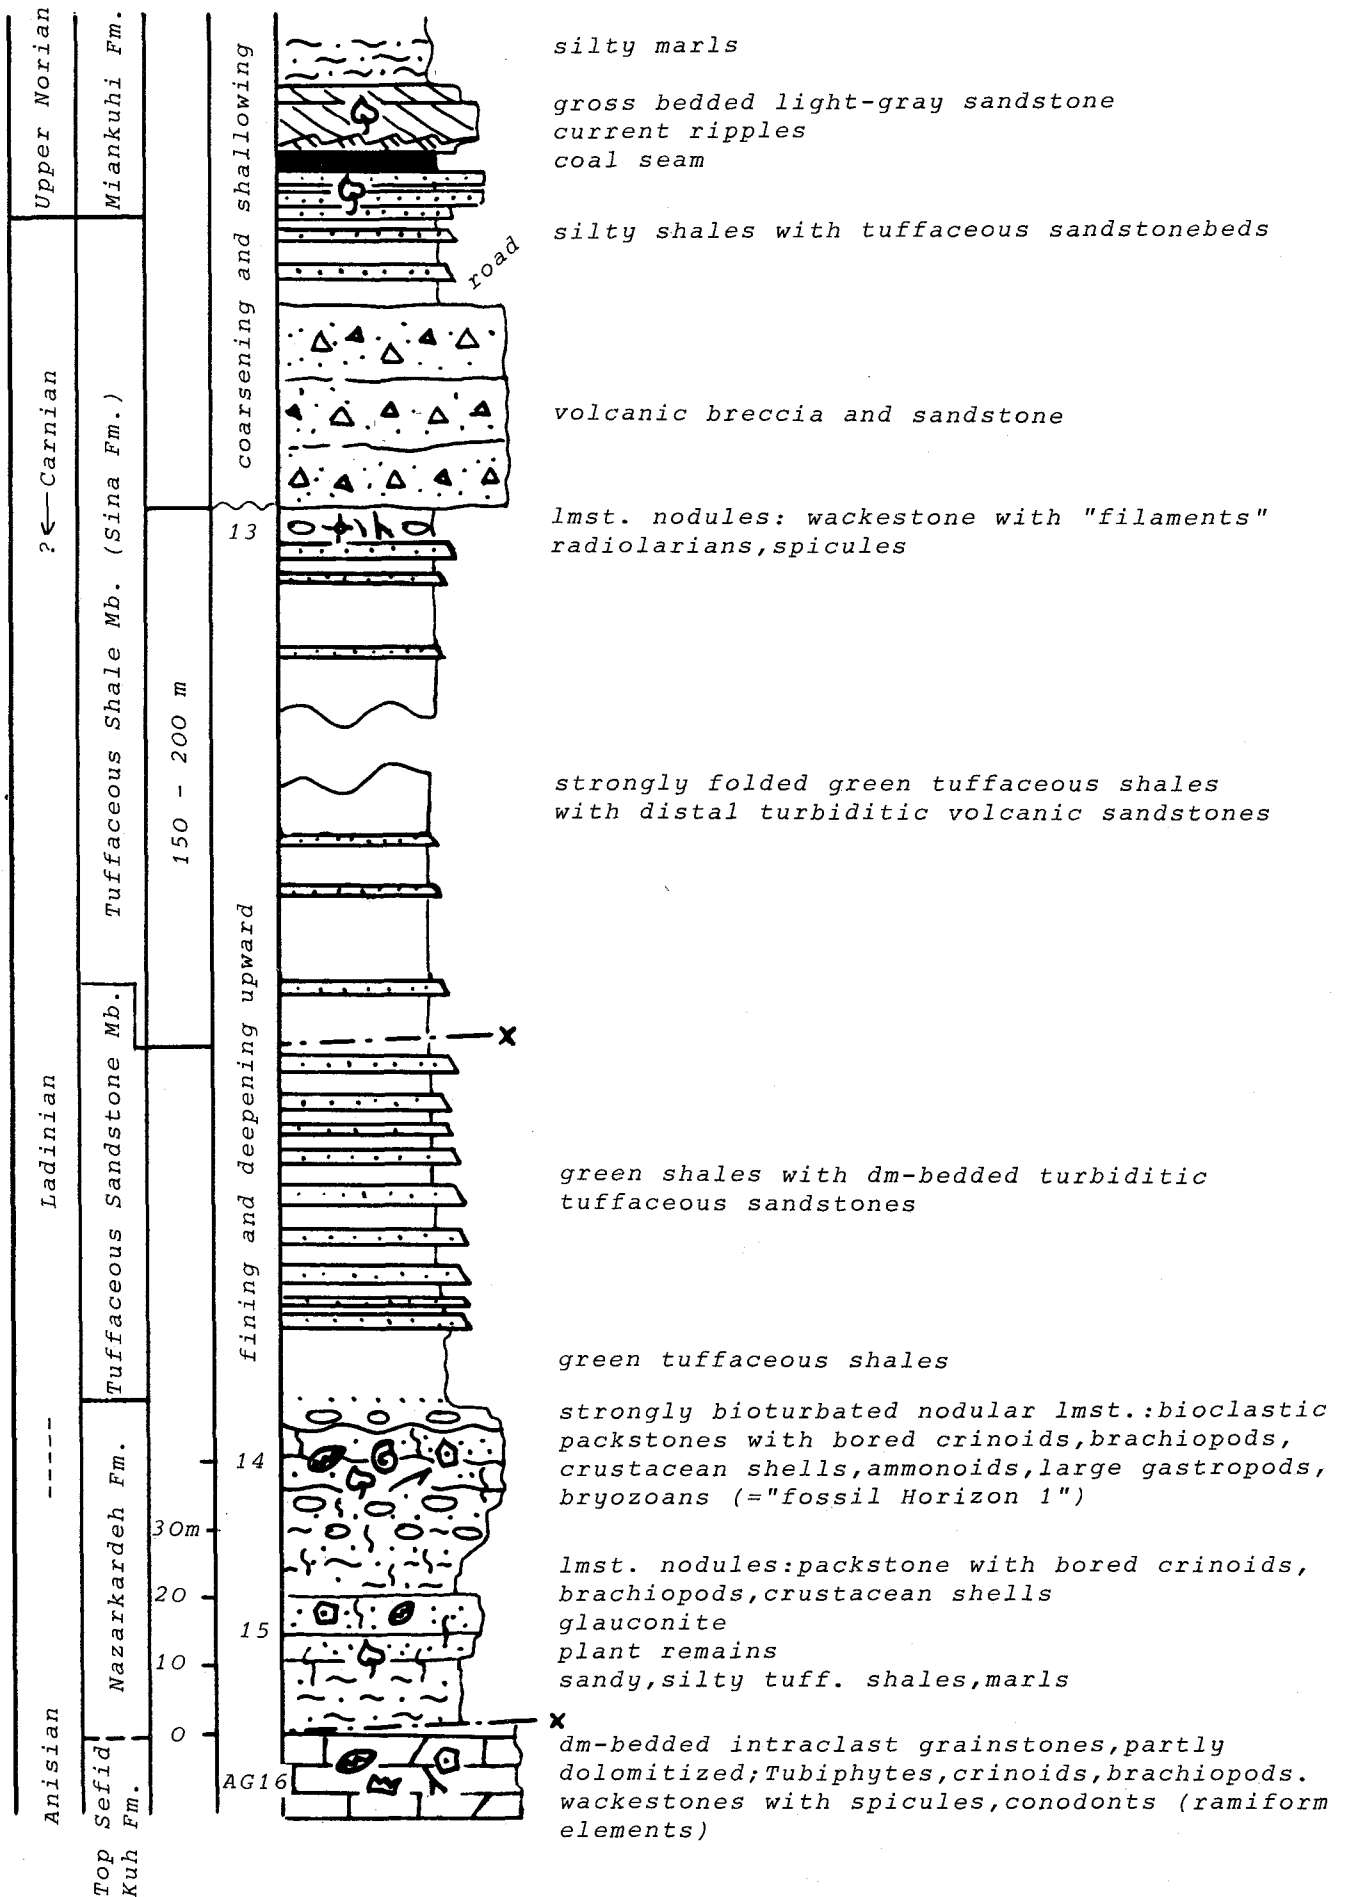 Upper Norian
Miankuhi Fm.
?←Carnian
Tuffaceous Shale Mb. (Sina Fm.)
Ladinian
Tuffaceous Sandstone Mb.
-----
Nazarkardeh Fm.
Anisian
Top Sefid
Kuh Fm.
150 - 200 m
30m
20
10
0
coarsening and shallowing
fining and deepening upward
13
14
15
AG16
road
x
x
silty marls
gross bedded light-gray sandstone
current ripples
coal seam
silty shales with tuffaceous sandstonebeds
volcanic breccia and sandstone
lmst. nodules: wackestone with "filaments"
radiolarians,spicules
strongly folded green tuffaceous shales
with distal turbiditic volcanic sandstones
green shales with dm-bedded turbiditic
tuffaceous sandstones
green tuffaceous shales
strongly bioturbated nodular lmst.:bioclastic
packstones with bored crinoids,brachiopods,
crustacean shells,ammonoids,large gastropods,
bryozoans (="fossil Horizon 1")
lmst. nodules:packstone with bored crinoids,
brachiopods,crustacean shells
glauconite
plant remains
sandy,silty tuff. shales,marls
dm-bedded intraclast grainstones,partly
dolomitized;Tubiphytes,crinoids,brachiopods.
wackestones with spicules,conodonts (ramiform
elements)